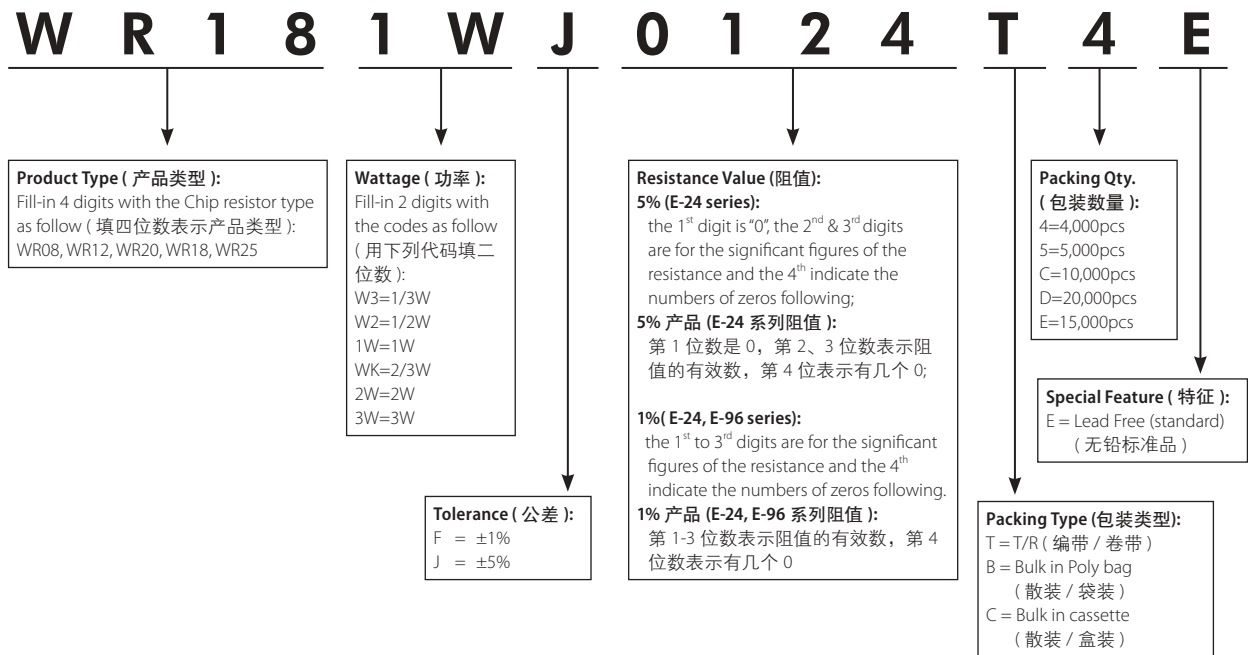 W R 1 8 1 W J 0 1 2 4 T 4 E
Product Type ( 产品类型 ):
Fill-in 4 digits with the Chip resistor type
as follow ( 填四位数表示产品类型 ):
WR08, WR12, WR20, WR18, WR25
Wattage ( 功率 ):
Fill-in 2 digits with
the codes as follow
( 用下列代码填二
位数 ):
W3=1/3W
W2=1/2W
1W=1W
WK=2/3W
2W=2W
3W=3W
Tolerance ( 公差 ):
F = ±1%
J = ±5%
Resistance Value (阻值):
5% (E-24 series):
the 1st digit is "0", the 2nd & 3rd digits
are for the significant figures of the
resistance and the 4th indicate the
numbers of zeros following;
5% 产品 (E-24 系列阻值 ):
第 1 位数是 0，第 2、3 位数表示阻
值的有效数，第 4 位表示有几个 0;
1%( E-24, E-96 series):
the 1st to 3rd digits are for the significant
figures of the resistance and the 4th
indicate the numbers of zeros following.
1% 产品 (E-24, E-96 系列阻值 ):
第 1-3 位数表示阻值的有效数，第 4
位数表示有几个 0
Packing Qty.
( 包装数量 ):
4=4,000pcs
5=5,000pcs
C=10,000pcs
D=20,000pcs
E=15,000pcs
Special Feature ( 特征 ):
E = Lead Free (standard)
( 无铅标准品 )
Packing Type (包装类型):
T = T/R ( 编带 / 卷带 )
B = Bulk in Poly bag
( 散装 / 袋装 )
C = Bulk in cassette
( 散装 / 盒装 )